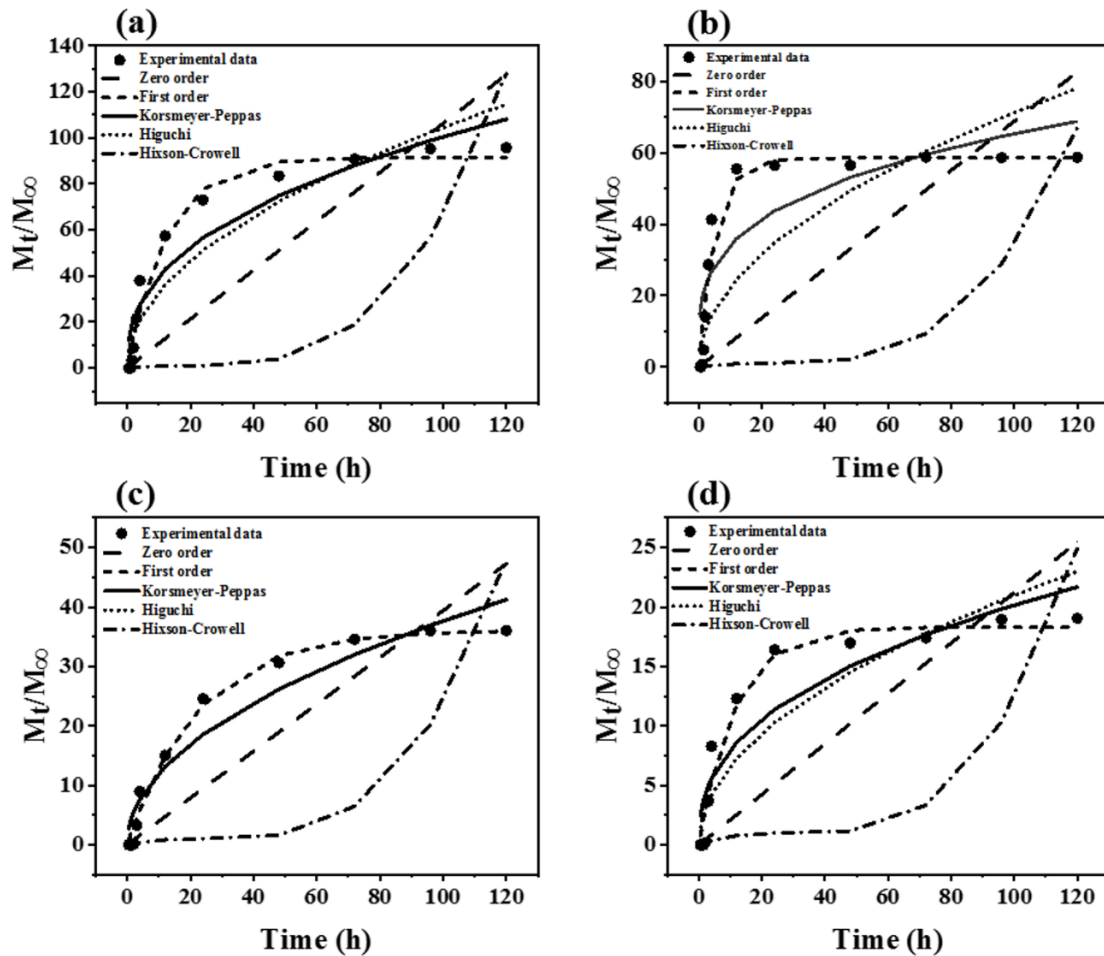 (a)
140
120
100
80
60
40
20
0
Mt/M∞
Experimental data
Zero order
First order
Korsmeyer-Peppas
Higuchi
Hixson-Crowell
0 20 40 60 80 100 120
Time (h)
(b)
80
60
40
20
0
Mt/M∞
Experimental data
Zero order
First order
Korsmeyer-Peppas
Higuchi
Hixson-Crowell
0 20 40 60 80 100 120
Time (h)
(c)
50
40
30
20
10
0
Mt/M∞
Experimental data
Zero order
First order
Korsmeyer-Peppas
Higuchi
Hixson-Crowell
0 20 40 60 80 100 120
Time (h)
(d)
25
20
15
10
5
0
Mt/M∞
Experimental data
Zero order
First order
Korsmeyer-Peppas
Higuchi
Hixson-Crowell
0 20 40 60 80 100 120
Time (h)